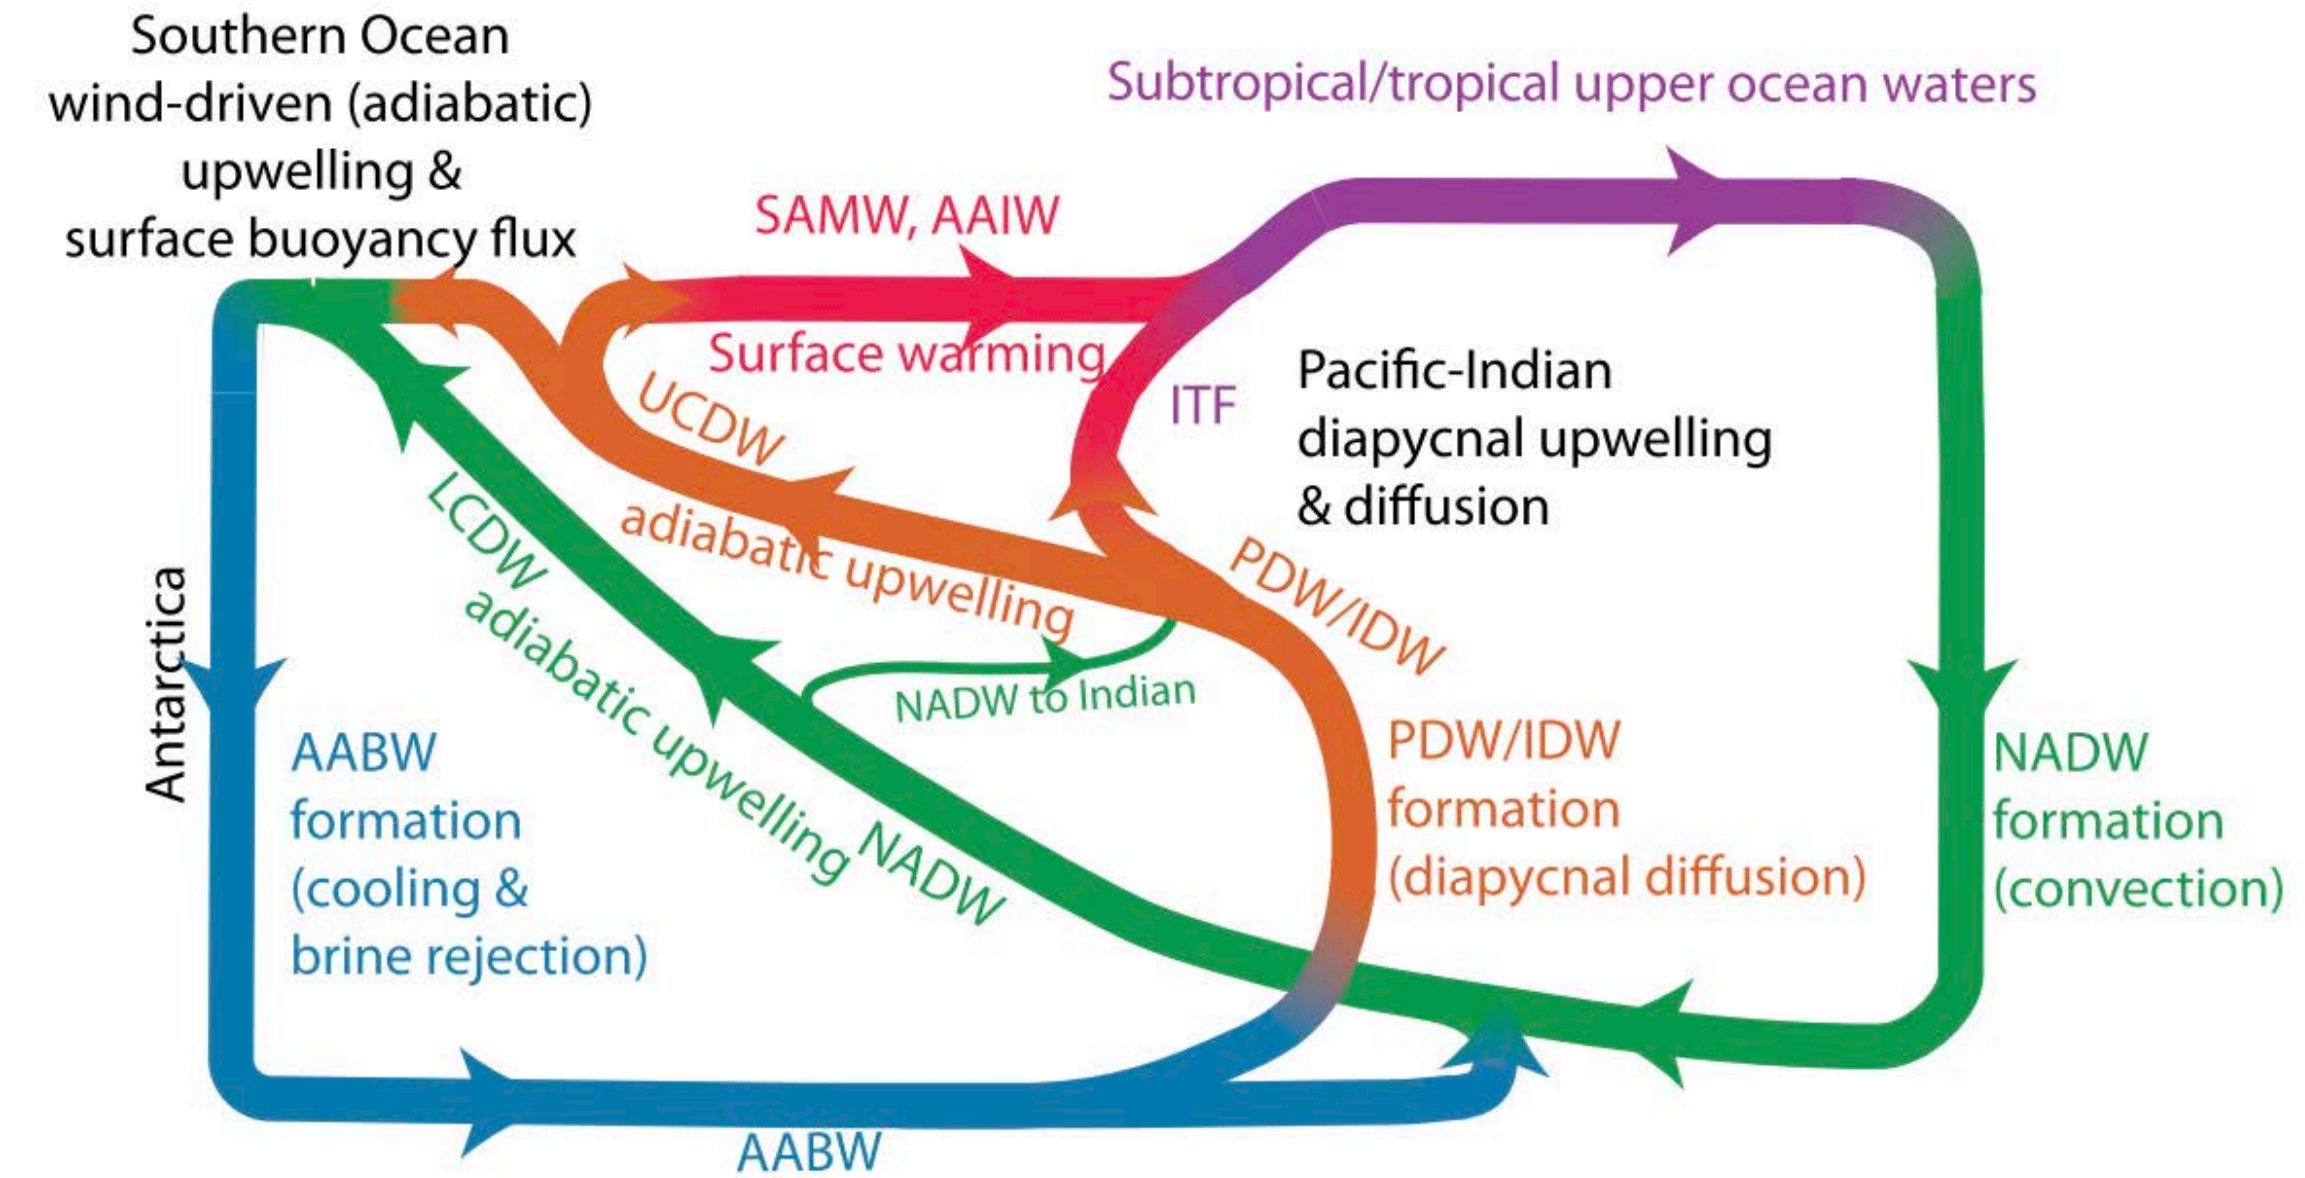 Southern Ocean
wind-driven (adiabatic)
upwelling &
surface buoyancy flux
Subtropical/tropical upper ocean waters
SAMW, AAIW
Surface warming
UCDW
adiabatic upwelling
ITF
Pacific-Indian
diapycnal upwelling
& diffusion
PDW/IDW
LCDW
adiabatic upwelling
NADW to Indian
NADW
Antarctica
AABW
formation
(cooling &
brine rejection)
PDW/IDW
formation
(diapycnal diffusion)
NADW
formation
(convection)
AABW